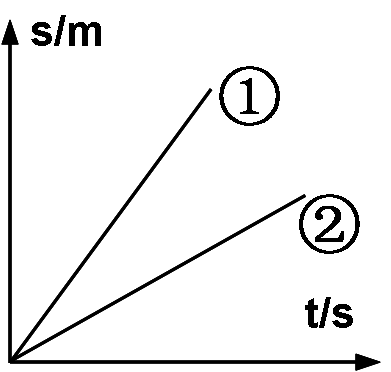 s/m
①
②
t/s